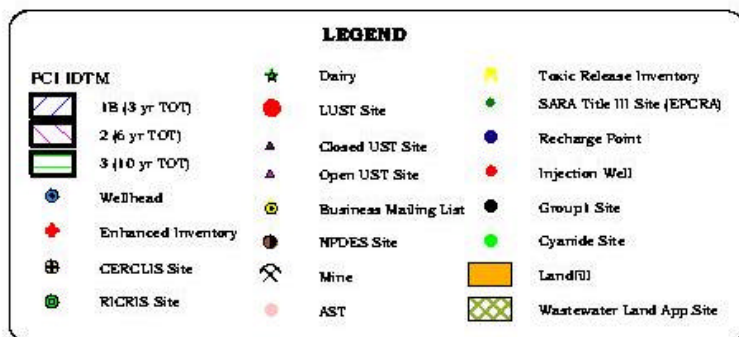 LEGEND
PCI IDTM
1B (3 yr TOT)
2 (6 yr TOT)
3 (10 yr TOT)
Wellhead
Enhanced Inventory
CERCLIS Site
RICRIS Site
Dairy
LUST Site
Closed UST Site
Open UST Site
Business Mailing List
NPDES Site
Mine
AST
Toxic Release Inventory
SARA Title III Site (EPCRA)
Recharge Point
Injection Well
Group1 Site
Cyanide Site
Landfill
Wastewater Land App.Site